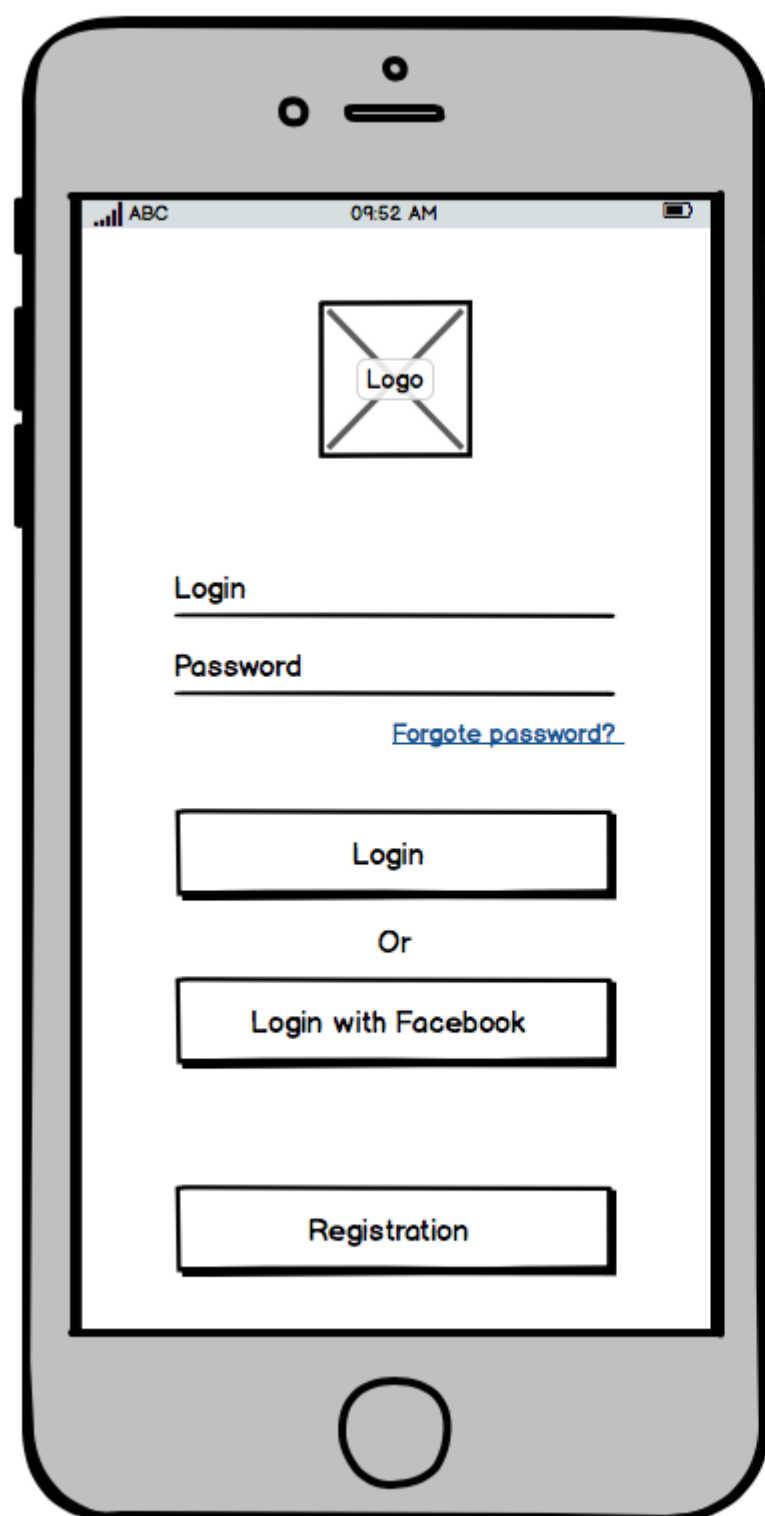 ABC 09:52 AM
Logo
Login
Password
Forgote password?
Login
Or
Login with Facebook
Registration